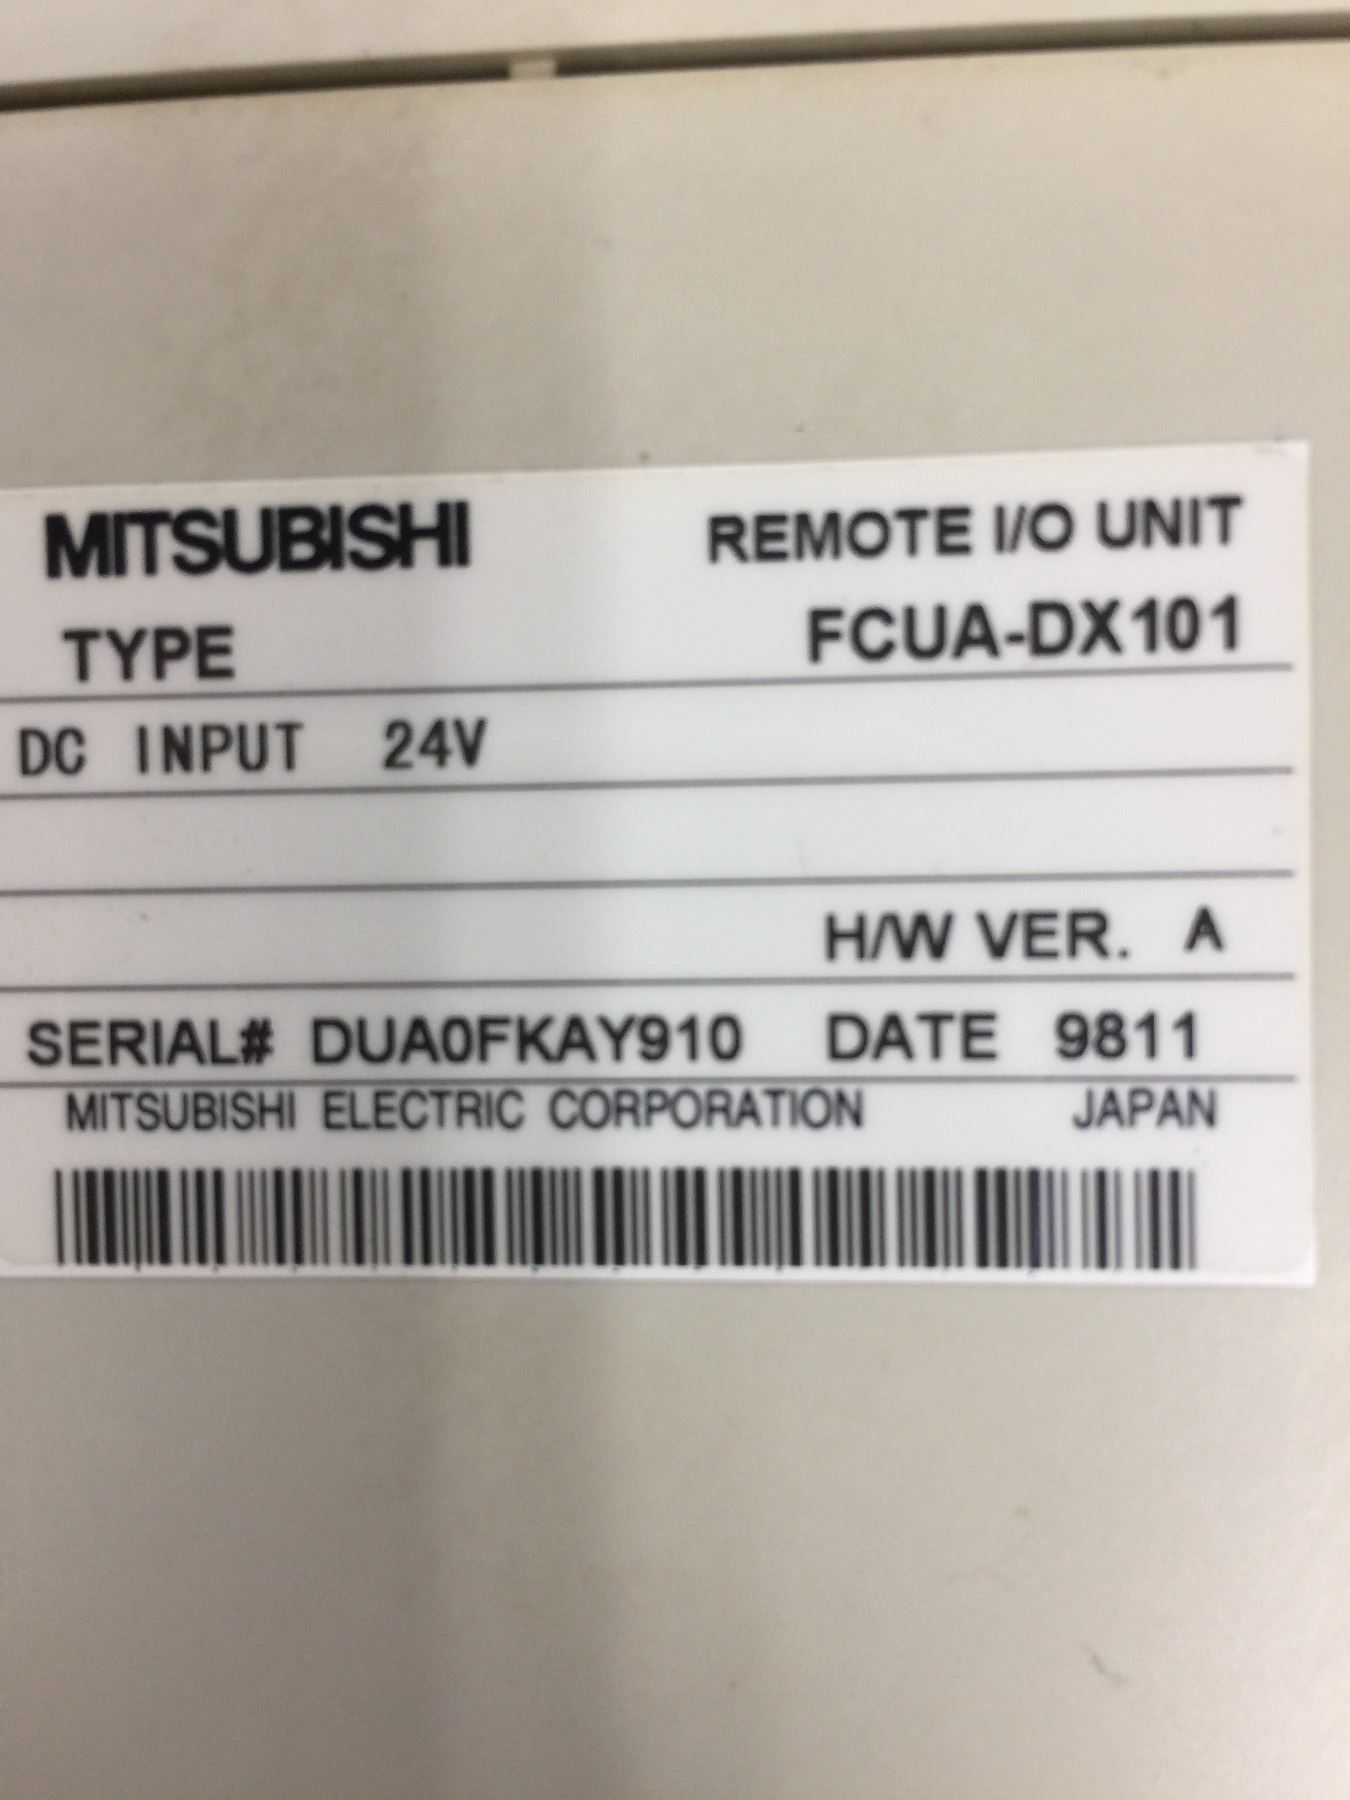 MITSUBISHI REMOTE I/O UNIT
TYPE FCUA-DX101
DC INPUT 24V
H/W VER. A
SERIAL# DUA0FKAY910 DATE 9811
MITSUBISHI ELECTRIC CORPORATION JAPAN